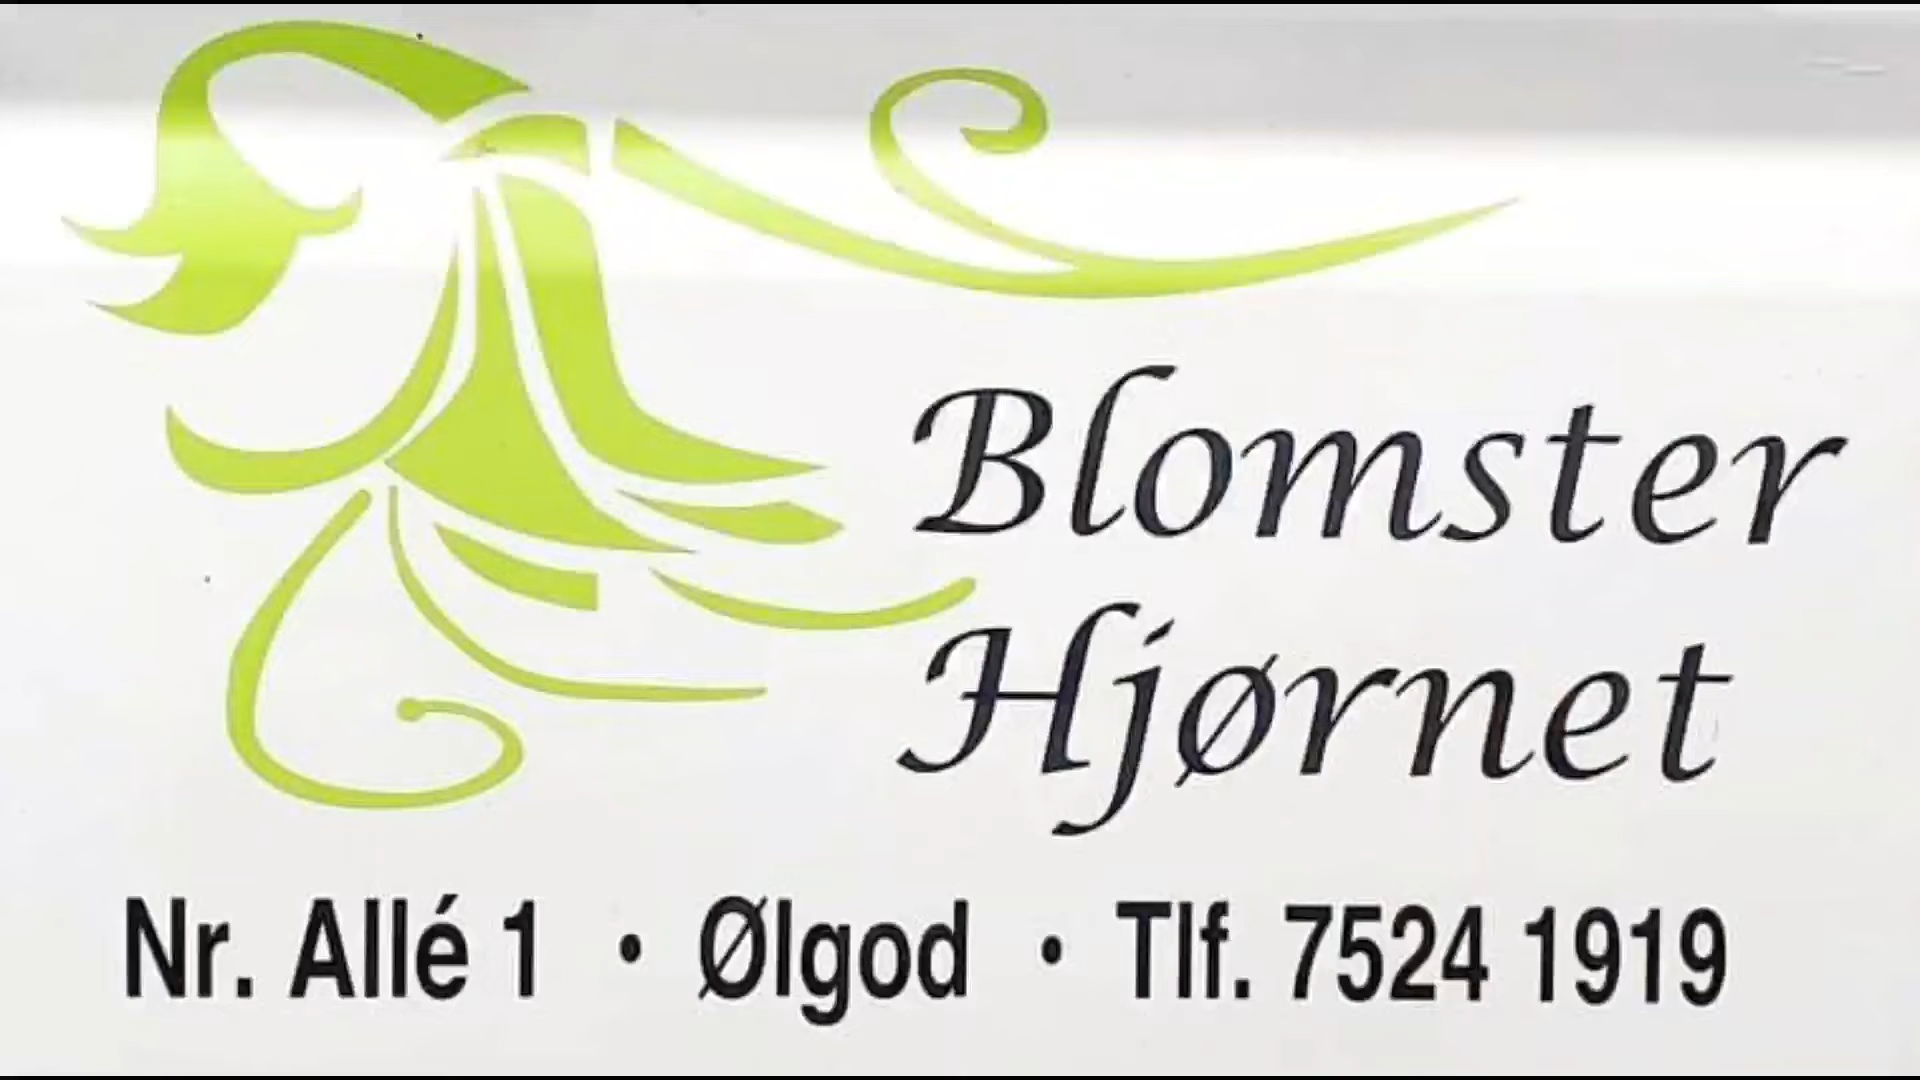 Blomster
Hjørnet
Nr. Allé 1 • Ølgod • Tlf. 7524 1919